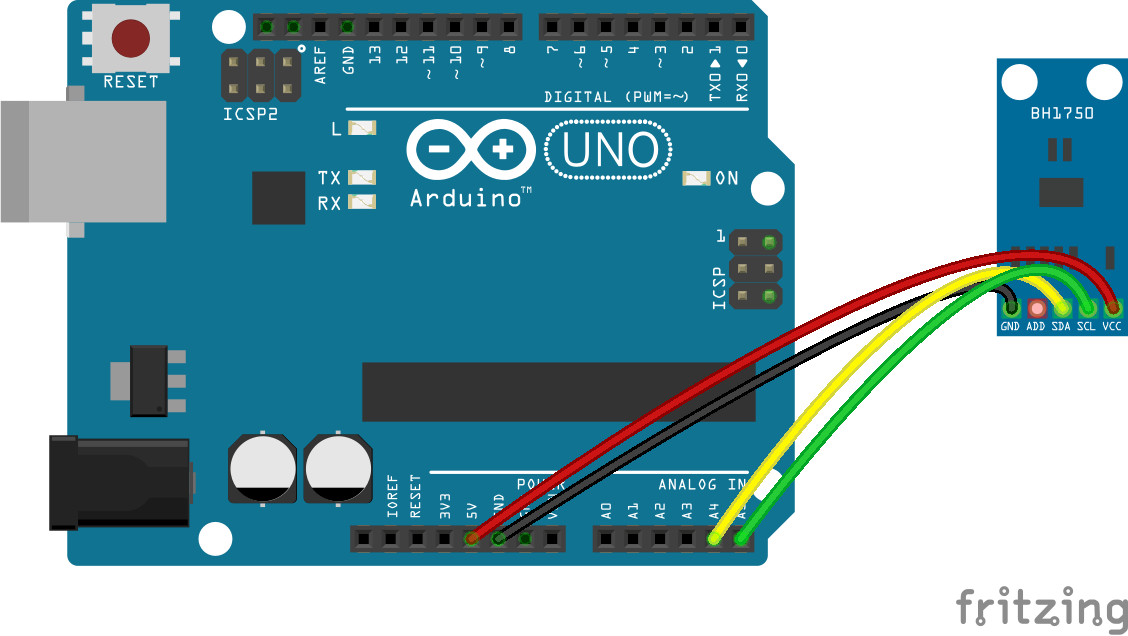 RESET
ICSP2
AREF
GND
13
12
~11
~10
~9
8
7
~6
~5
4
~3
2
TX0▶1
RX0◀0
DIGITAL (PWM=~)
L
TX
RX
Arduino™
UNO
ON
1
ICSP
BH1750
GND ADD SDA SCL VCC
POWER
ANALOG IN
IOREF
RESET
3V3
5V
A0
A1
A2
A3
A4
fritzing